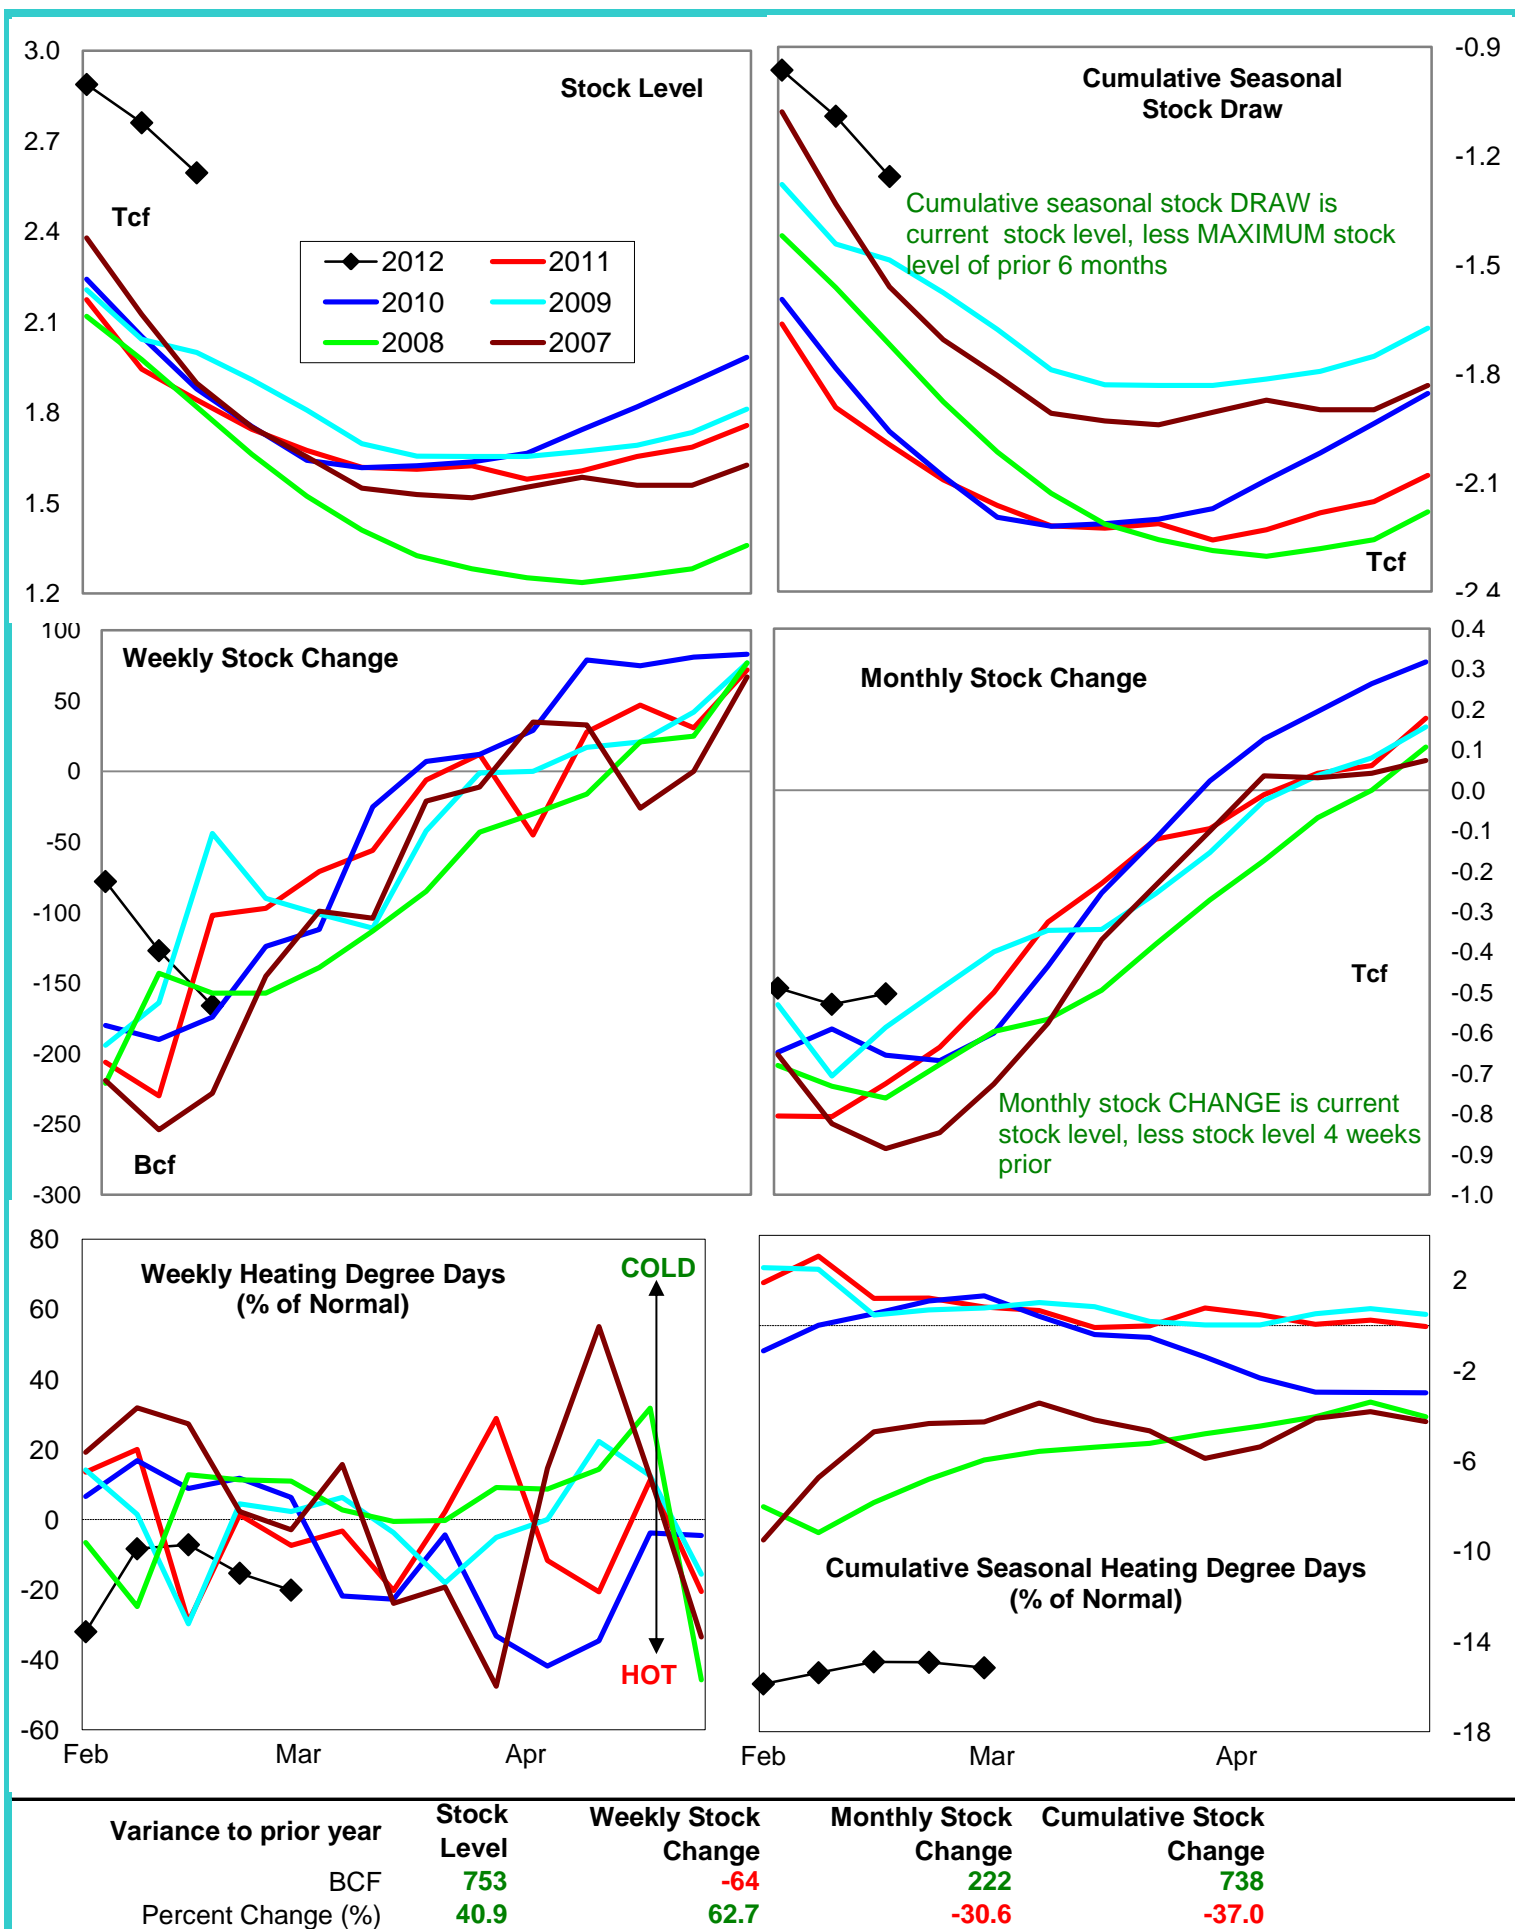 Stock Level
3.0
2.7
2.4
2.1
1.8
1.5
1.2
Tcf
2012
2011
2010
2009
2008
2007
Cumulative Seasonal
Stock Draw
-0.9
-1.2
-1.5
-1.8
-2.1
-2.4
Cumulative seasonal stock DRAW is
current stock level, less MAXIMUM stock
level of prior 6 months
Tcf
Weekly Stock Change
100
50
0
-50
-100
-150
-200
-250
-300
Bcf
Monthly Stock Change
0.4
0.3
0.2
0.1
0.0
-0.1
-0.2
-0.3
-0.4
-0.5
-0.6
-0.7
-0.8
-0.9
-1.0
Tcf
Monthly stock CHANGE is current
stock level, less stock level 4 weeks
prior
Weekly Heating Degree Days
(% of Normal)
COLD
HOT
80
60
40
20
0
-20
-40
-60
Feb Mar Apr
2
-2
-6
-10
-14
-18
Cumulative Seasonal Heating Degree Days
(% of Normal)
Feb Mar Apr
Variance to prior year Stock Level Weekly Stock Change Monthly Stock Change Cumulative Stock Change
BCF 753 -64 222 738
Percent Change (%) 40.9 62.7 -30.6 -37.0